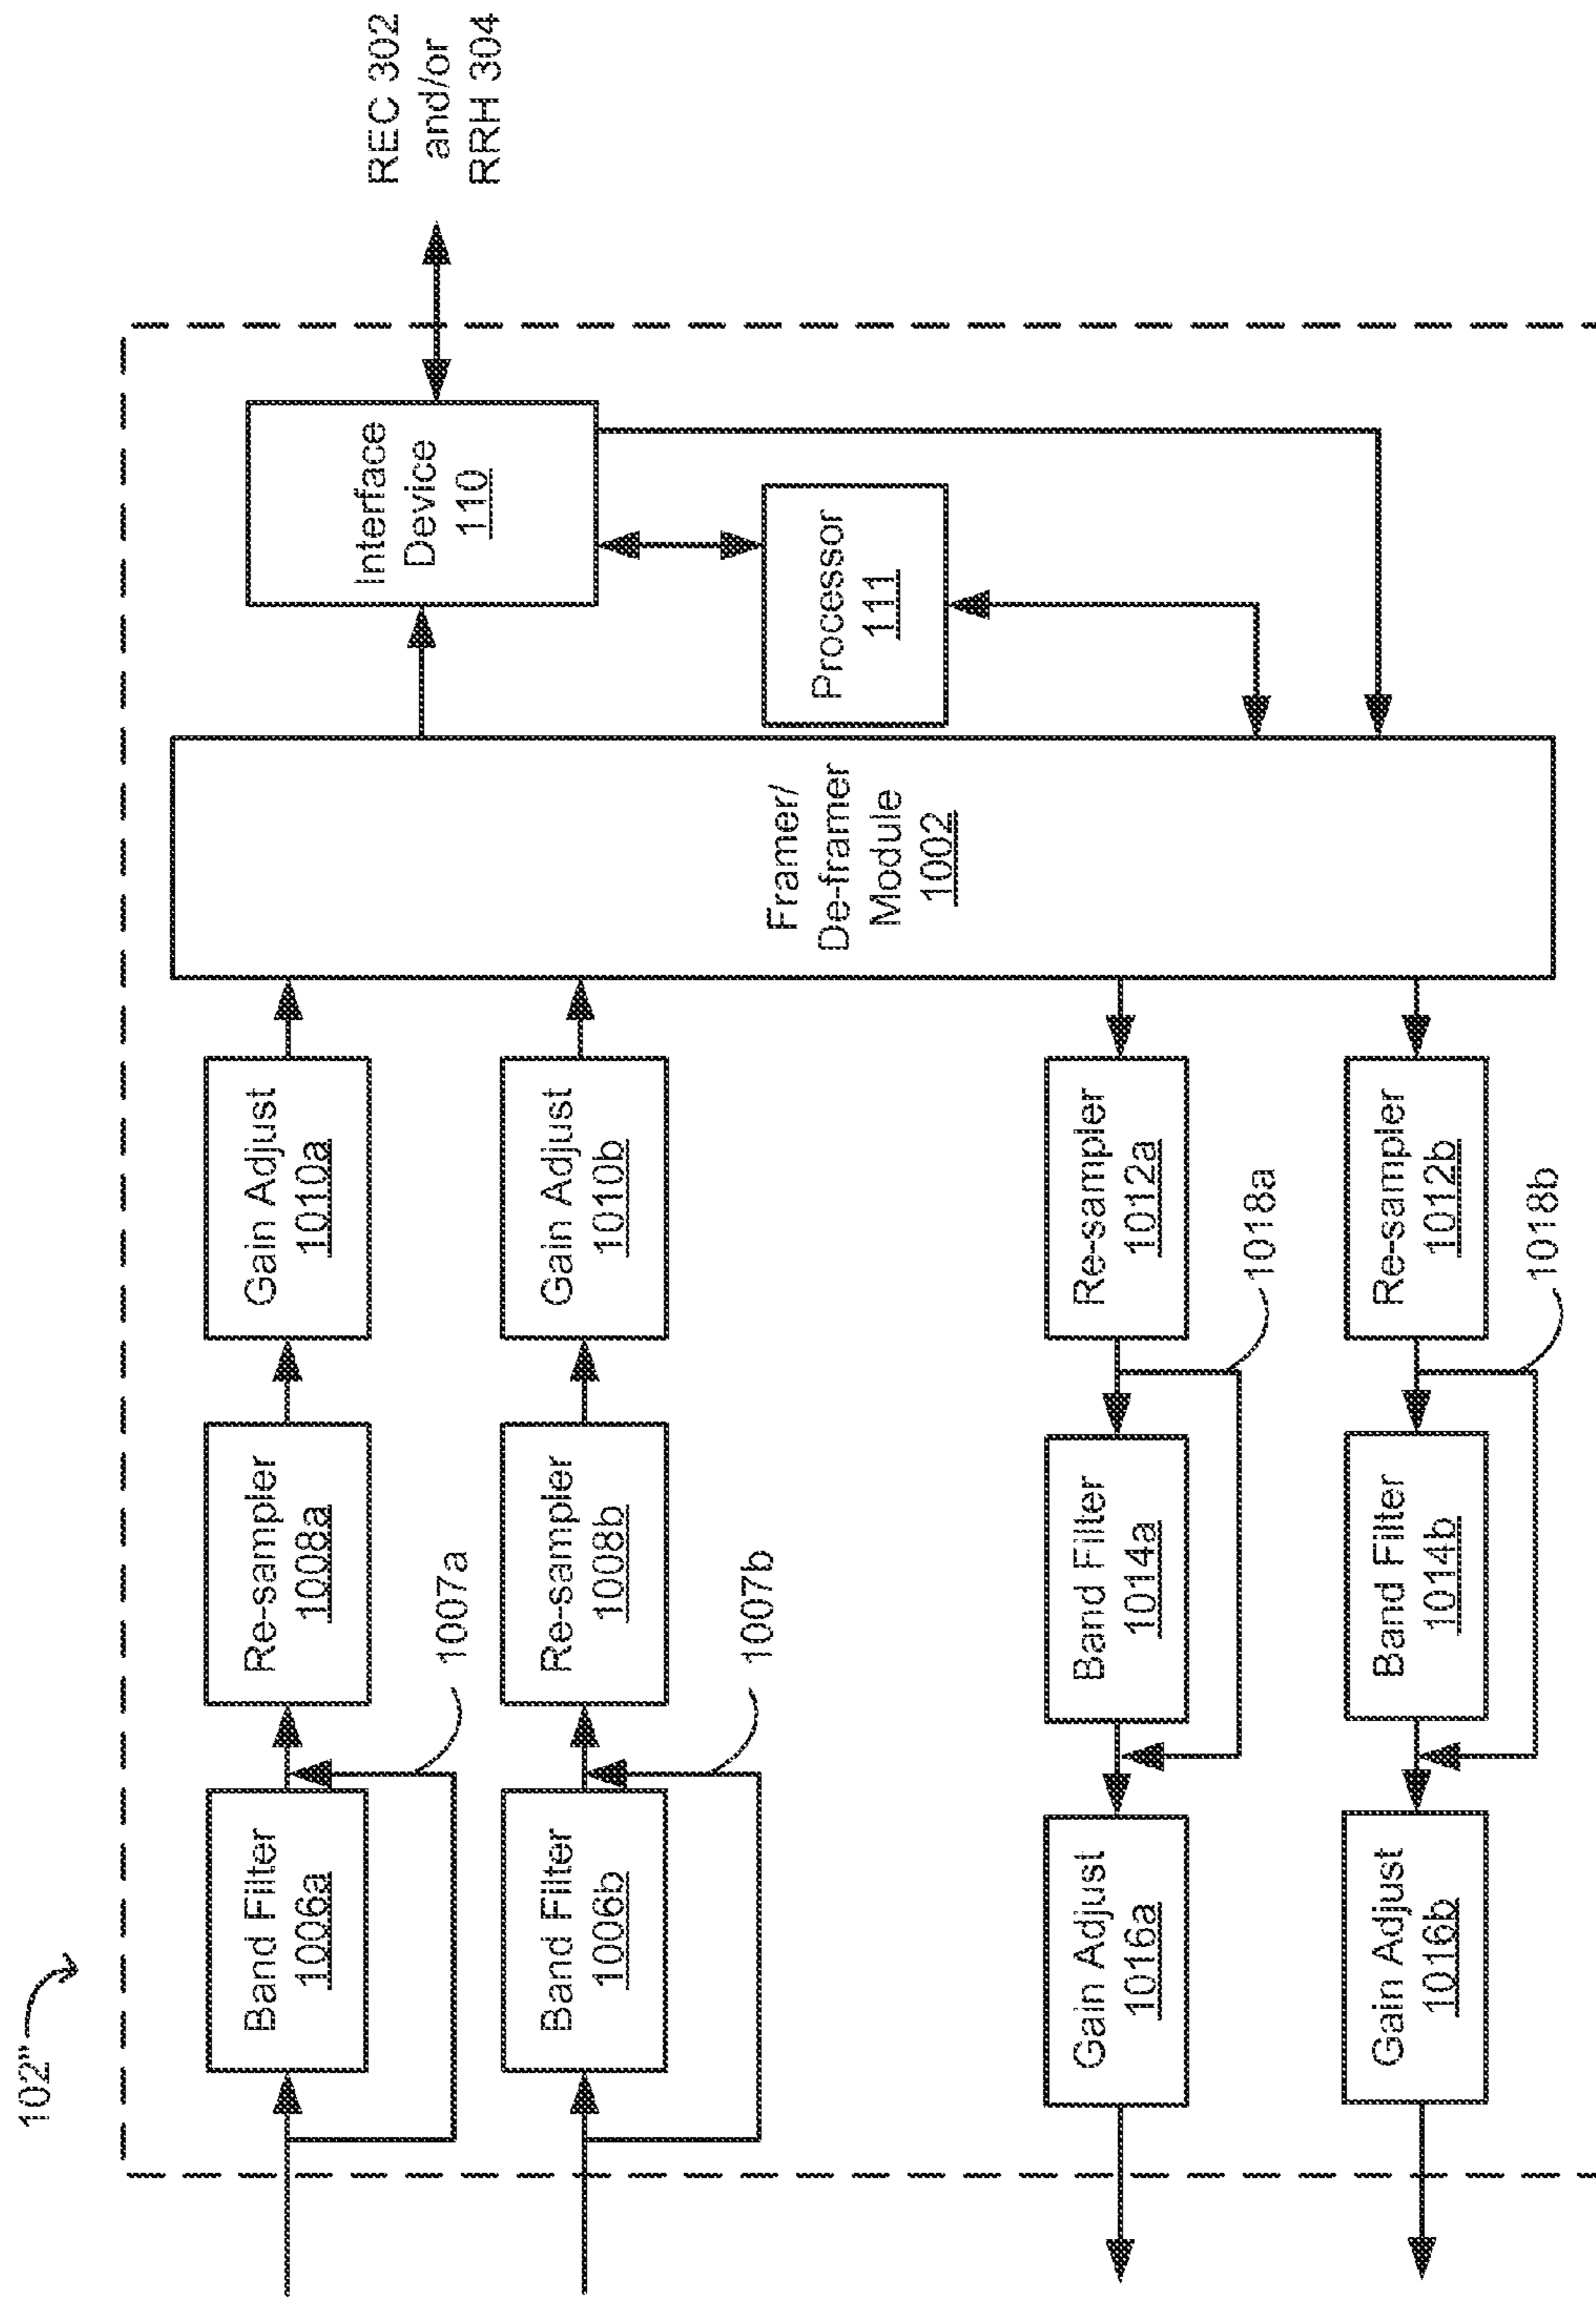 102"
Band Filter
1006a
Re-sampler
1008a
Gain Adjust
1010a
1007a
Band Filter
1006b
Re-sampler
1008b
Gain Adjust
1010b
1007b
Framer/
De-framer
Module
1002
Interface
Device
110
Processor
111
REC 302
and/or
RRH 304
Gain Adjust
1016a
Band Filter
1014a
Re-sampler
1012a
1018a
Gain Adjust
1016b
Band Filter
1014b
Re-sampler
1012b
1018b